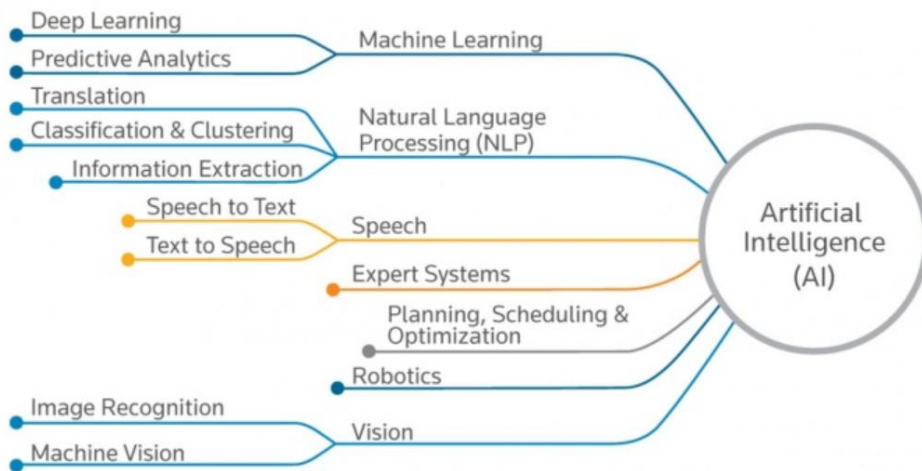 Deep Learning
Predictive Analytics
Machine Learning
Translation
Classification & Clustering
Information Extraction
Natural Language
Processing (NLP)
Speech to Text
Text to Speech
Speech
Expert Systems
Planning, Scheduling &
Optimization
Robotics
Image Recognition
Machine Vision
Vision
Artificial
Intelligence
(AI)